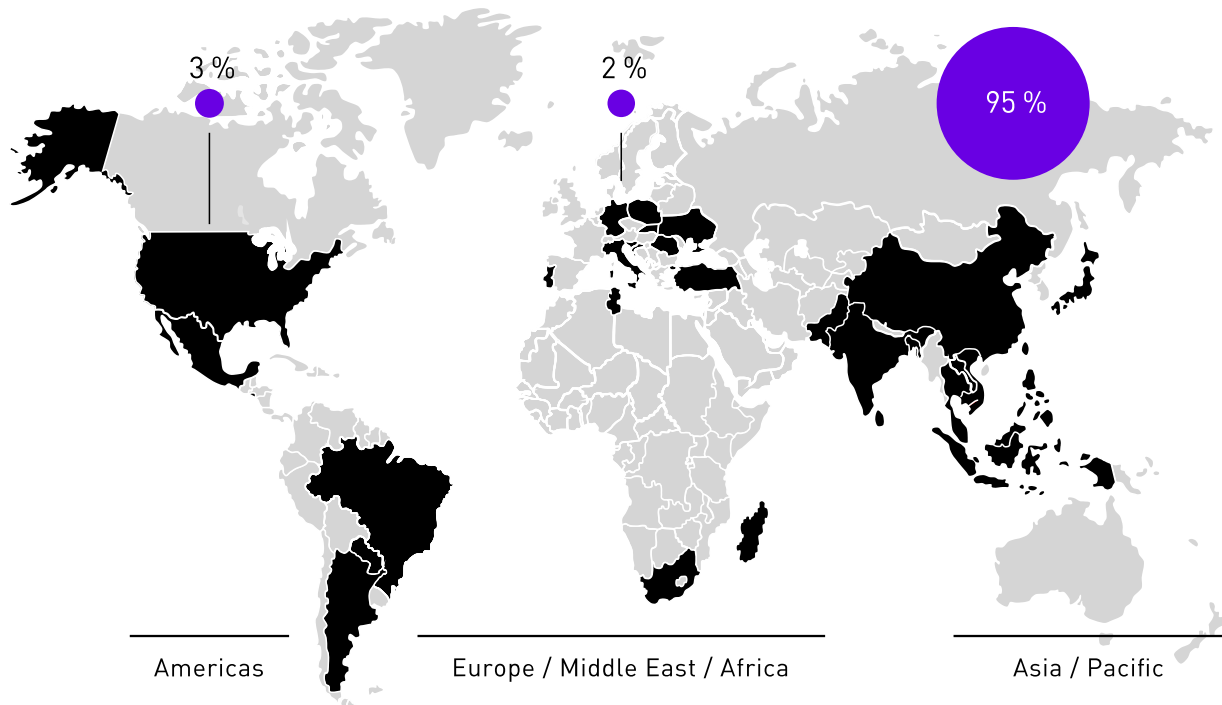 3 %
2 %
95 %
Americas
Europe / Middle East / Africa
Asia / Pacific